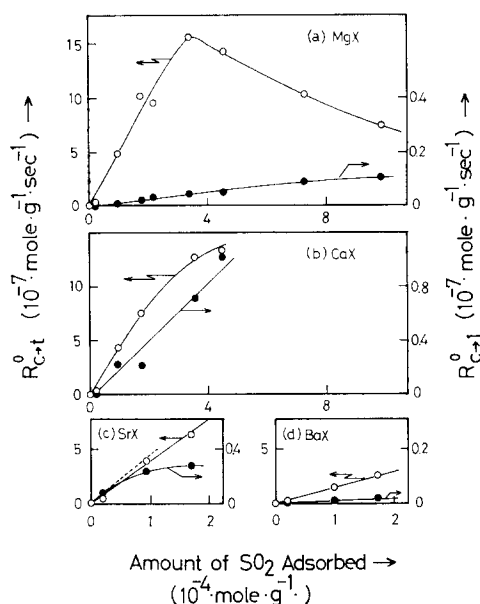 (a) MgX
15
10
5
0
0.4
0.2
0
0 4 8
(b) CaX
10
5
0
0.8
0.4
0
0 4 8
(c) SrX
5
0
0.4
0
0 1 2
(d) BaX
5
0.2
0.1
0
0 1 2
R°C→t (10⁻⁷·mole·g⁻¹·sec⁻¹) →
R°C→1 (10⁻⁷·mole·g⁻¹·sec⁻¹) →
Amount of SO₂ Adsorbed →
(10⁻⁴·mole·g⁻¹·)